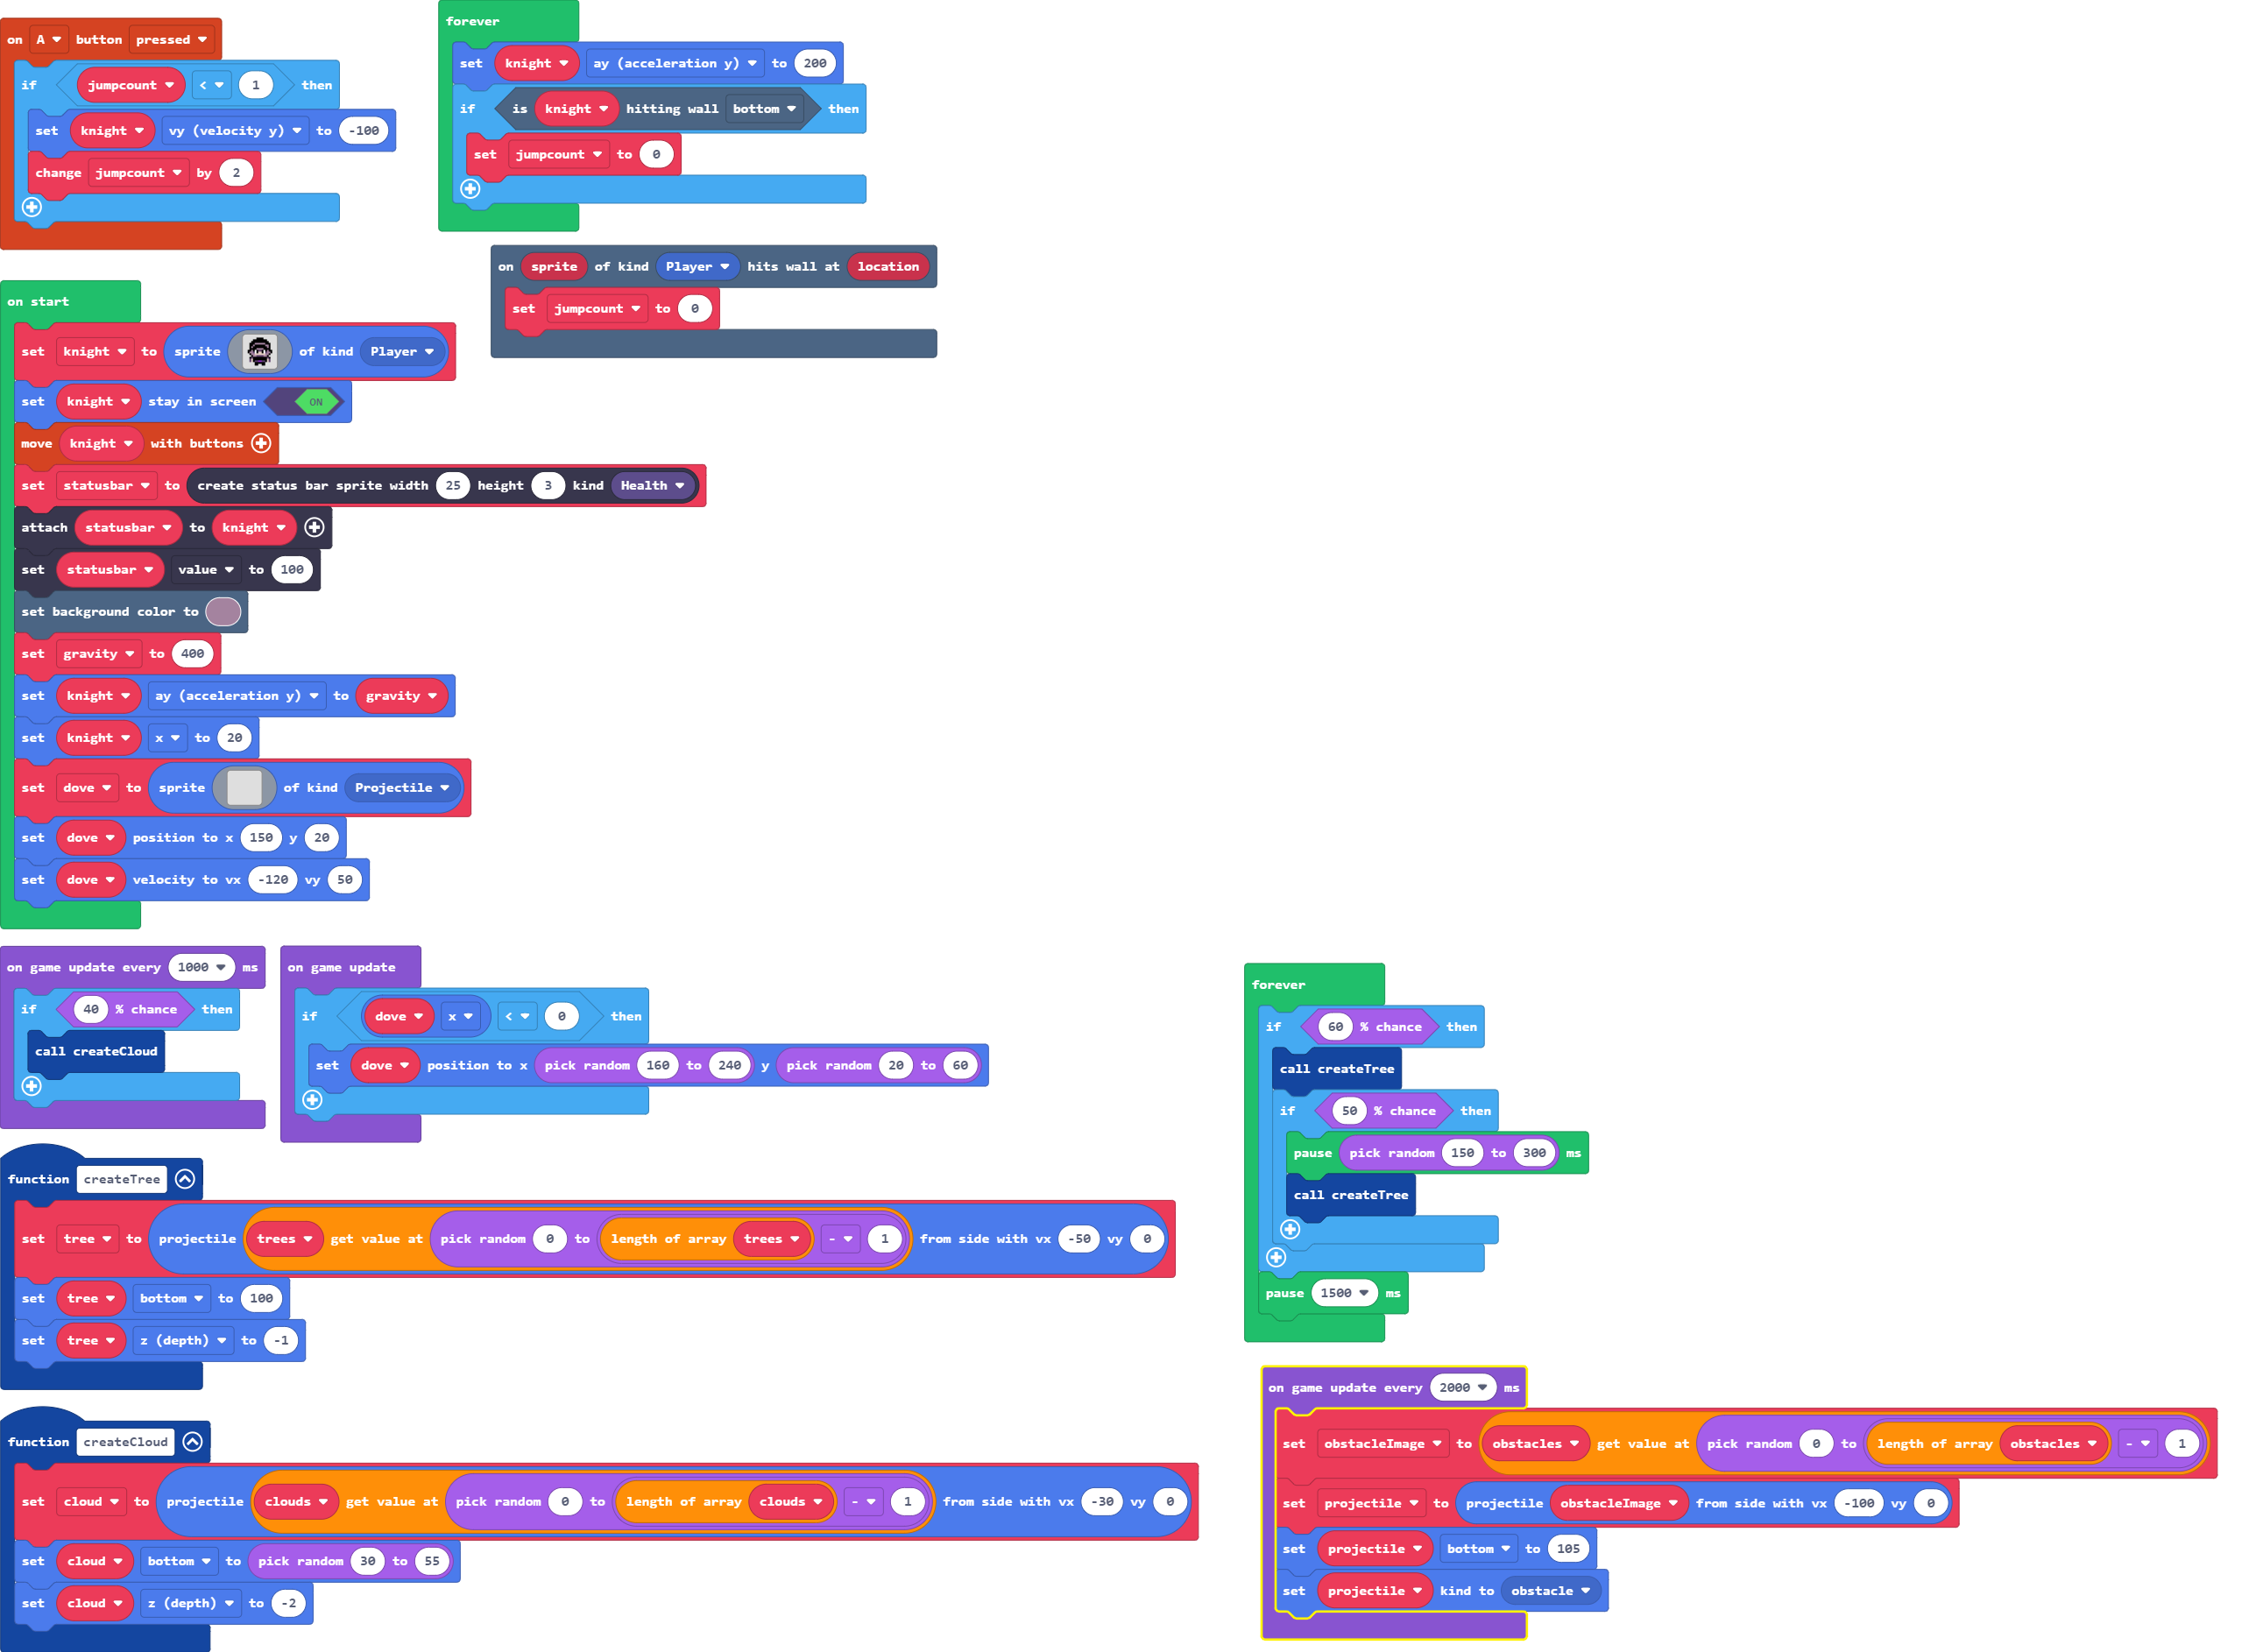 on A button pressed
if jumpcount < 1 then
set knight vy (velocity y) to -100
change jumpcount by 2
forever
set knight ay (acceleration y) to 200
if is knight hitting wall bottom then
set jumpcount to 0
on sprite of kind Player hits wall at location
set jumpcount to 0
on start
set knight to sprite of kind Player
set knight stay in screen ON
move knight with buttons
set statusbar to create status bar sprite width 25 height 3 kind Health
attach statusbar to knight
set statusbar value to 100
set background color to
set gravity to 400
set knight ay (acceleration y) to gravity
set knight x to 20
set dove to sprite of kind Projectile
set dove position to x 150 y 20
set dove velocity to vx -120 vy 50
on game update every 1000 ms
if 40 % chance then
call createCloud
on game update
if dove x < 0 then
set dove position to x pick random 160 to 240 y pick random 20 to 60
forever
if 60 % chance then
call createTree
if 50 % chance then
pause pick random 150 to 300 ms
call createTree
pause 1500 ms
function createTree
set tree to projectile trees get value at pick random 0 to length of array trees - 1 from side with vx -50 vy 0
set tree bottom to 100
set tree z (depth) to -1
function createCloud
set cloud to projectile clouds get value at pick random 0 to length of array clouds - 1 from side with vx -30 vy 0
set cloud bottom to pick random 30 to 55
set cloud z (depth) to -2
on game update every 2000 ms
set obstacleImage to obstacles get value at pick random 0 to length of array obstacles - 1
set projectile to projectile obstacleImage from side with vx -100 vy 0
set projectile bottom to 105
set projectile kind to obstacle